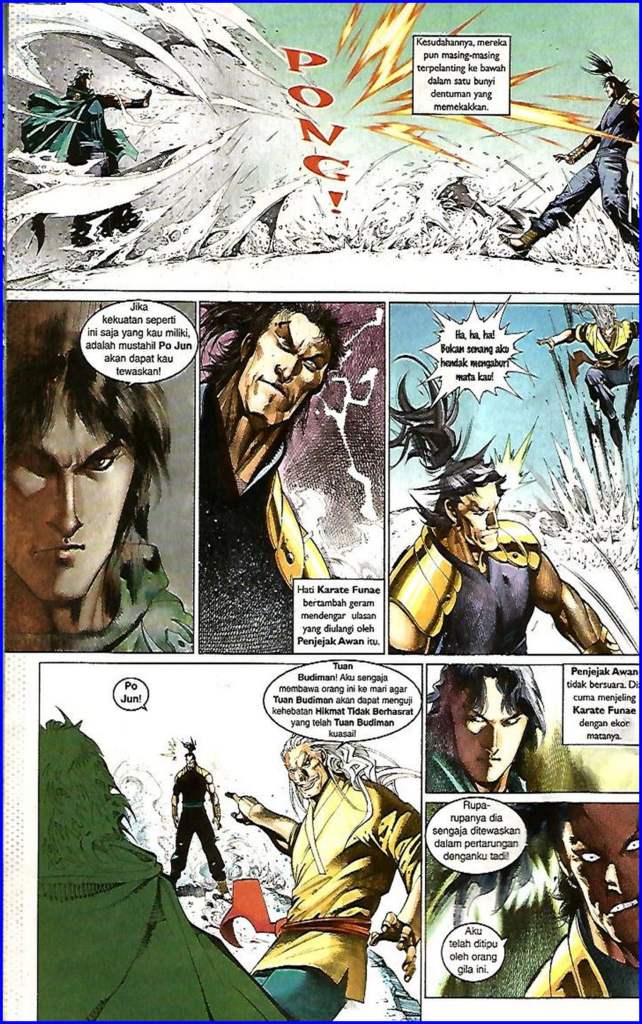 PONG!
Kesudahannya, mereka
pun masing-masing
terpelanting ke bawah
dalam satu bunyi
dentuman yang
memekakkan.
Jika
kekuatan seperti
ini saja yang kau miliki,
adalah mustahil Po Jun
akan dapat kau
tewaskan!
Hati Karate Funae
bertambah geram
mendengar ulasan
yang diulangi oleh
Penjejak Awan itu.
Ha, ha, ha!
Bukan senang aku
hendak mengaburi
mata kau!
Po
Jun!
Tuan
Budiman! Aku sengaja
membawa orang ini ke mari agar
Tuan Budiman akan dapat menguji
kehebatan Hikmat Tidak Berhasrat
yang telah Tuan Budiman
kuasai!
Penjejak Awan
tidak bersuara. Di
cuma menjeling
Karate Funae
dengan ekor
matanya.
Rupa-
rupanya dia
sengaja ditewaskan
dalam pertarungan
denganku tadi!
Aku
telah ditipu
oleh orang
gila ini.